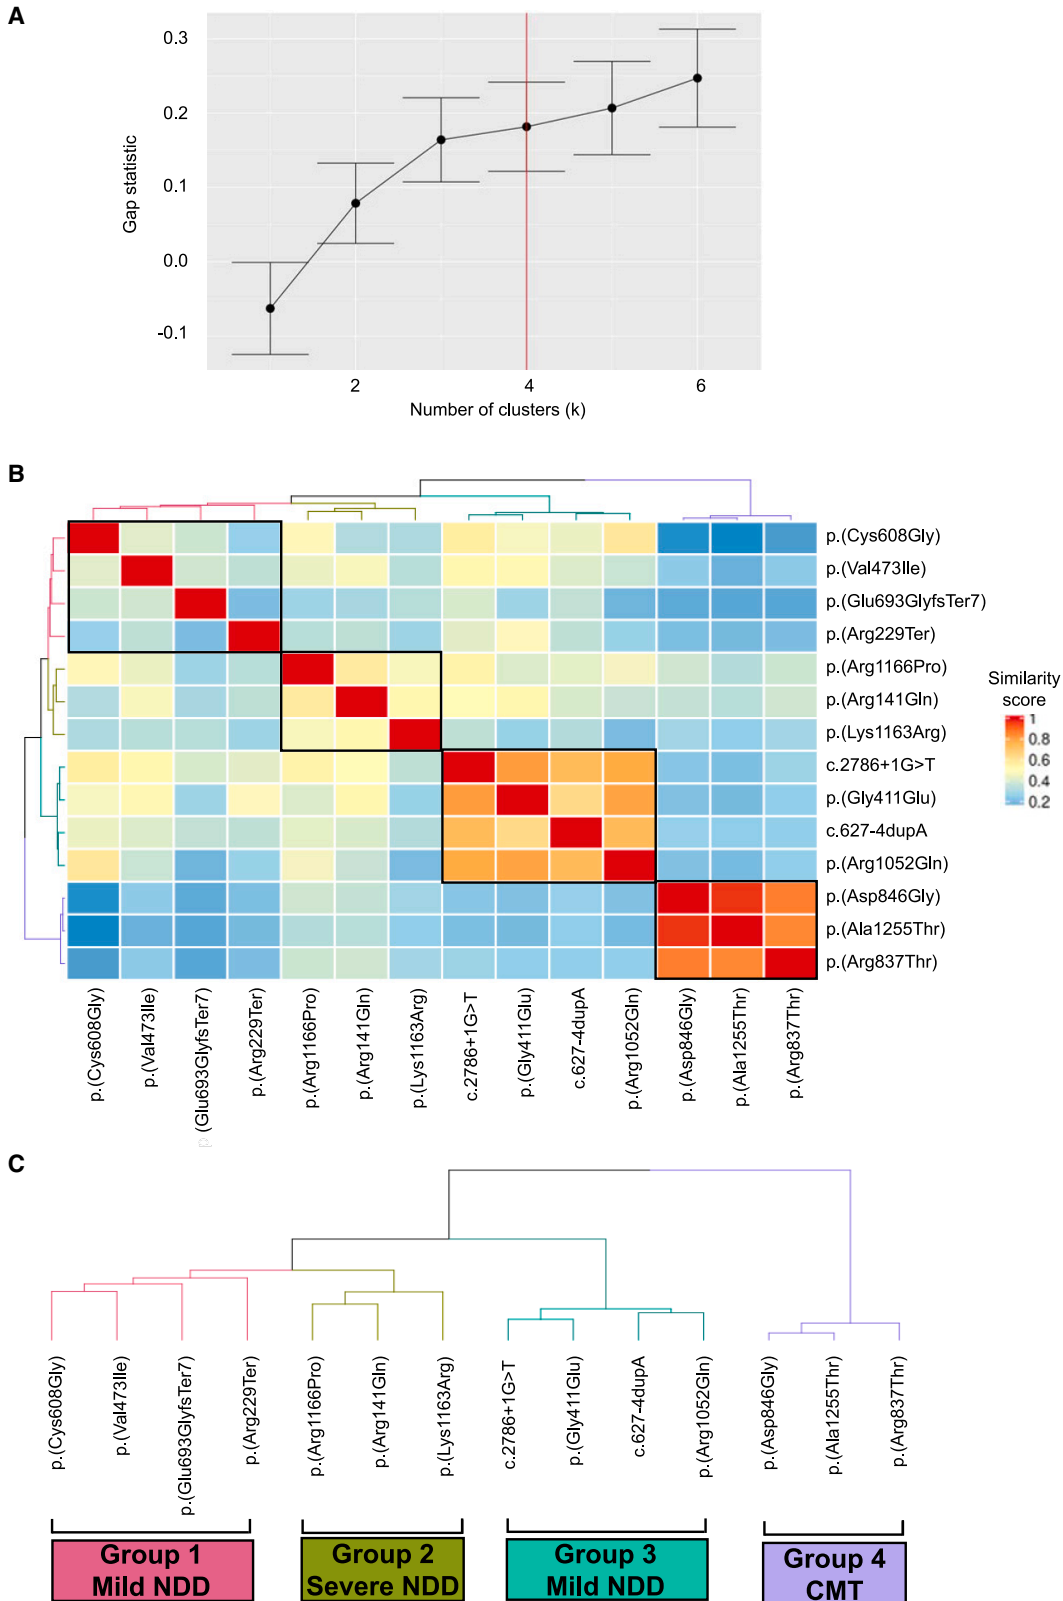 A
0.3
0.2
0.1
0.0
-0.1
Gap statistic
2 4 6
Number of clusters (k)
B
p.(Cys608Gly)
p.(Val473Ile)
p.(Glu693GlyfsTer7)
p.(Arg229Ter)
p.(Arg1166Pro)
p.(Arg141Gln)
p.(Lys1163Arg)
c.2786+1G>T
p.(Gly411Glu)
c.627-4dupA
p.(Arg1052Gln)
p.(Asp846Gly)
p.(Ala1255Thr)
p.(Arg837Thr)
Similarity
score
1
0.8
0.6
0.4
0.2
p.(Cys608Gly)
p.(Val473Ile)
p (Glu693GlyfsTer7)
p.(Arg229Ter)
p.(Arg1166Pro)
p.(Arg141Gln)
p.(Lys1163Arg)
c.2786+1G>T
p.(Gly411Glu)
c.627-4dupA
p.(Arg1052Gln)
p.(Asp846Gly)
p.(Ala1255Thr)
p.(Arg837Thr)
C
p.(Cys608Gly)
p.(Val473Ile)
p.(Glu693GlyfsTer7)
p.(Arg229Ter)
p.(Arg1166Pro)
p.(Arg141Gln)
p.(Lys1163Arg)
c.2786+1G>T
p.(Gly411Glu)
c.627-4dupA
p.(Arg1052Gln)
p.(Asp846Gly)
p.(Ala1255Thr)
p.(Arg837Thr)
Group 1
Mild NDD
Group 2
Severe NDD
Group 3
Mild NDD
Group 4
CMT